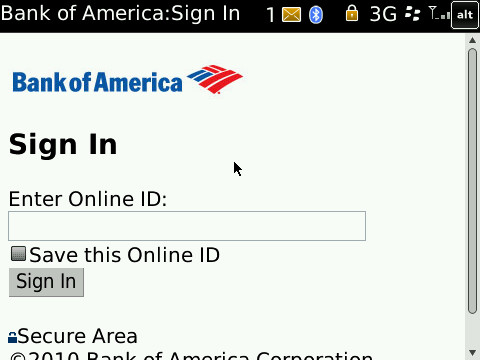 Bank of America:Sign In 1 3G alt
Bank of America
Sign In
Enter Online ID:
Save this Online ID
Sign In
Secure Area
©2010 Bank of America Corporation